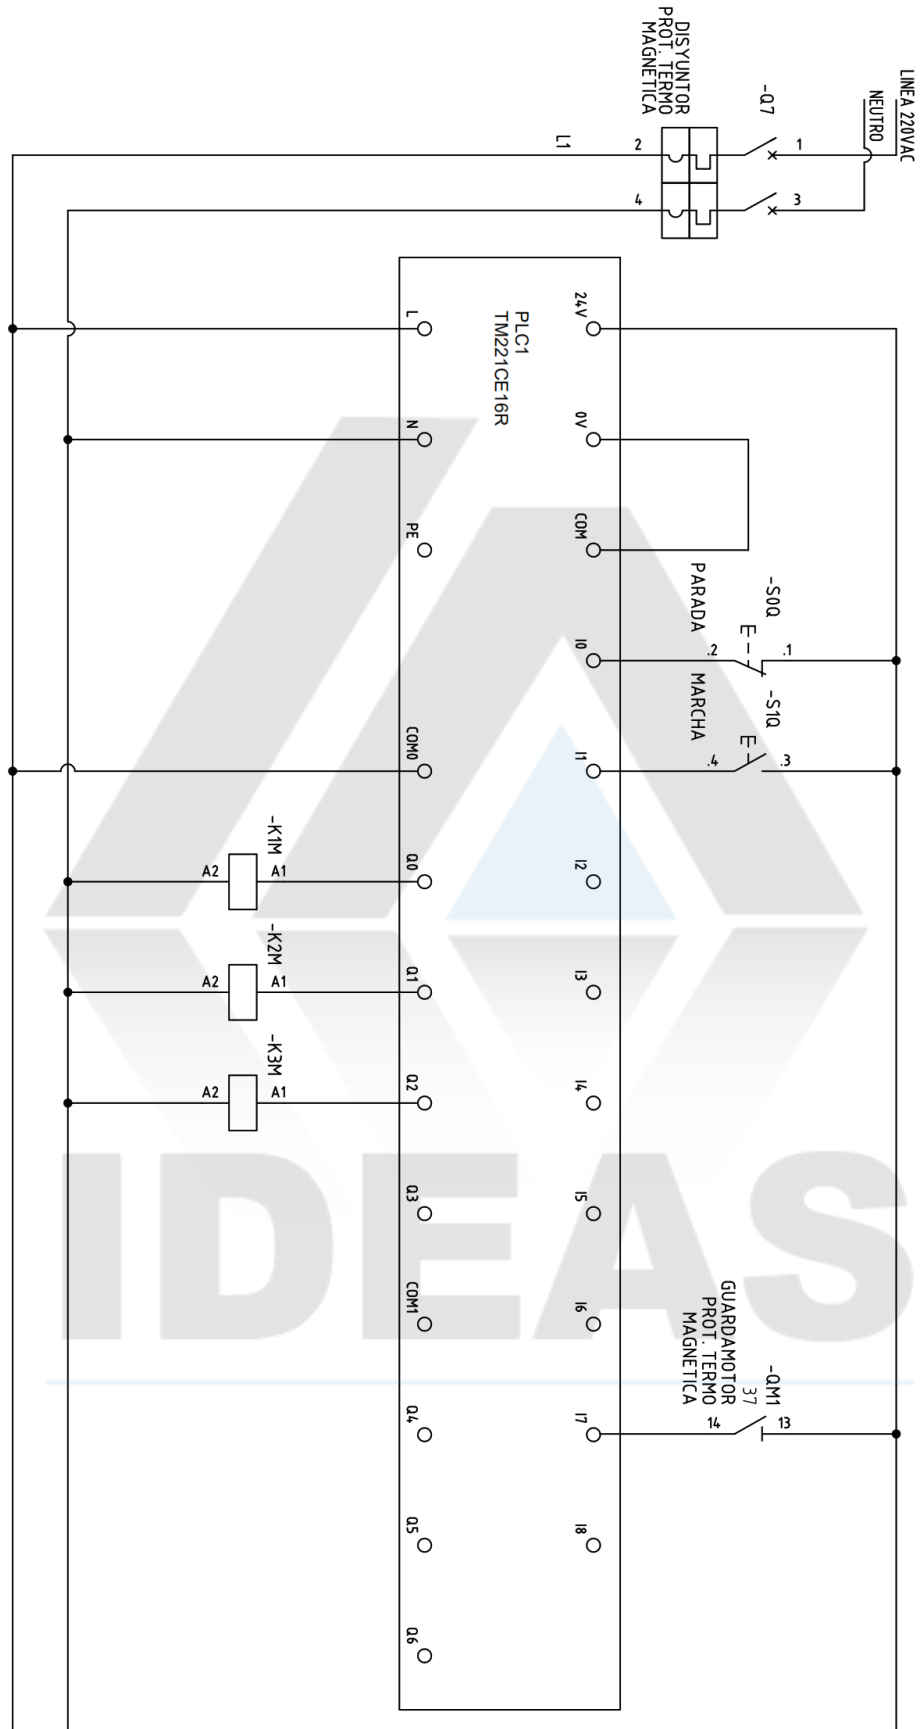 LINEA 220VAC
NEUTRO
-Q7
1
3
DISYUNTOR
PROT. TERMO
MAGNETICA
2
4
L1
PLC1
TM221CE16R
24V
0V
COM
I0
I1
I2
I3
I4
I5
I6
I7
I8
L
N
PE
COM0
Q0
Q1
Q2
Q3
COM1
Q4
Q5
Q6
-S0Q
.1
.2
PARADA
-S1Q
.3
.4
MARCHA
-QM1
37
13
14
GUARDAMOTOR
PROT. TERMO
MAGNETICA
-K1M
A1
A2
-K2M
A1
A2
-K3M
A1
A2
IDEAS